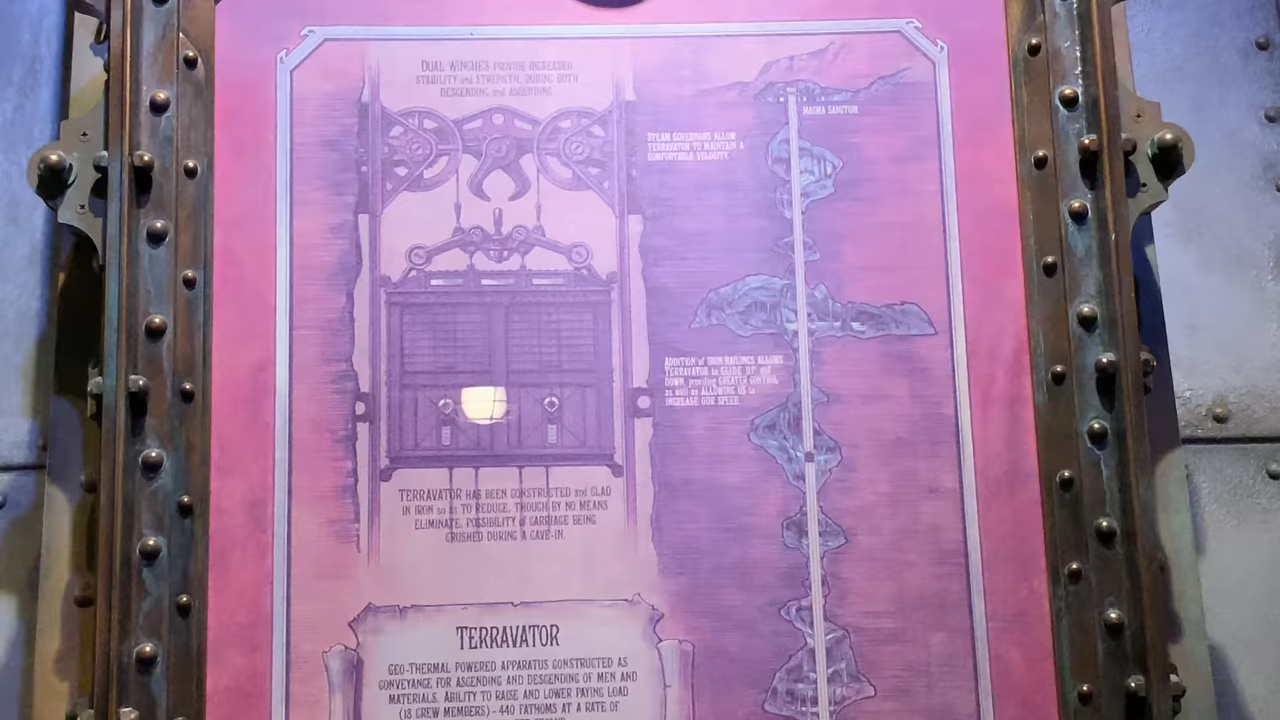 DUAL WINCHES PROVIDE INCREASED
STABILITY and STRENGTH, DURING BOTH
DESCENDING and ASCENDING
MAGMA SANCTUM
STEAM GOVERNORS ALLOW
TERRAVATOR TO MAINTAIN A
COMFORTABLE VELOCITY.
ADDITION of IRON RAILINGS ALLOWS
TERRAVATOR to GLIDE UP and
DOWN, providing GREATER CONTROL
as well as ALLOWING US to
INCREASE OUR SPEED.
TERRAVATOR HAS BEEN CONSTRUCTED and CLAD
IN IRON so as TO REDUCE, THOUGH BY NO MEANS
ELIMINATE, POSSIBILITY of CARRIAGE BEING
CRUSHED DURING A CAVE-IN.
TERRAVATOR
GEO-THERMAL POWERED APPARATUS CONSTRUCTED AS
CONVEYANCE FOR ASCENDING AND DESCENDING OF MEN AND
MATERIALS. ABILITY TO RAISE AND LOWER PAYING LOAD
(18 CREW MEMBERS) - 440 FATHOMS AT A RATE OF